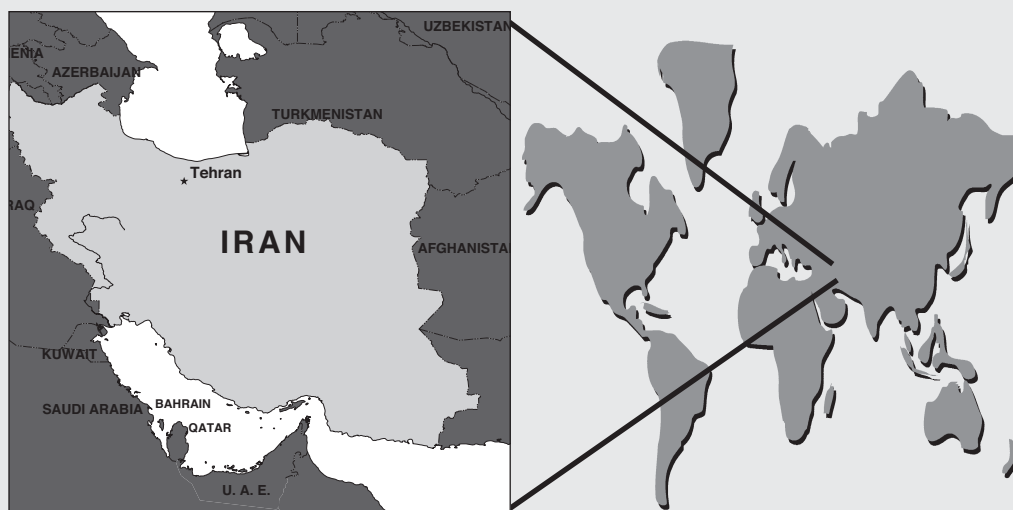 UZBEKISTAN
ENIA
AZERBAIJAN
TURKMENISTAN
Tehran
RAQ
IRAN
AFGHANISTA
KUWAIT
SAUDI ARABIA
BAHRAIN
QATAR
U. A. E.